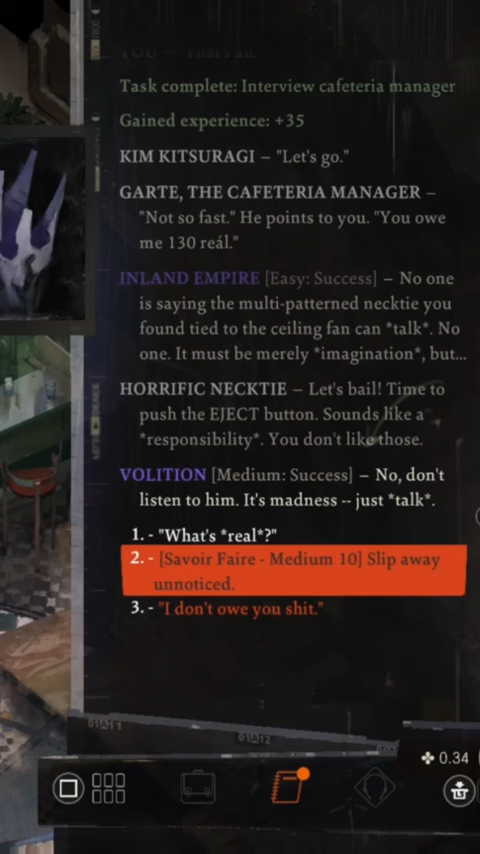 YOU – "That's all."
Task complete: Interview cafeteria manager
Gained experience: +35
KIM KITSURAGI – "Let's go."
GARTE, THE CAFETERIA MANAGER –
"Not so fast." He points to you. "You owe
me 130 reál."
INLAND EMPIRE [Easy: Success] – No one
is saying the multi-patterned necktie you
found tied to the ceiling fan can *talk*. No
one. It must be merely *imagination*, but...
HORRIFIC NECKTIE – Let's bail! Time to
push the EJECT button. Sounds like a
*responsibility*. You don't like those.
VOLITION [Medium: Success] – No, don't
listen to him. It's madness -- just *talk*.
1. - "What's *real*?"
2. - [Savoir Faire - Medium 10] Slip away
unnoticed.
3. - "I don't owe you shit."
0.34